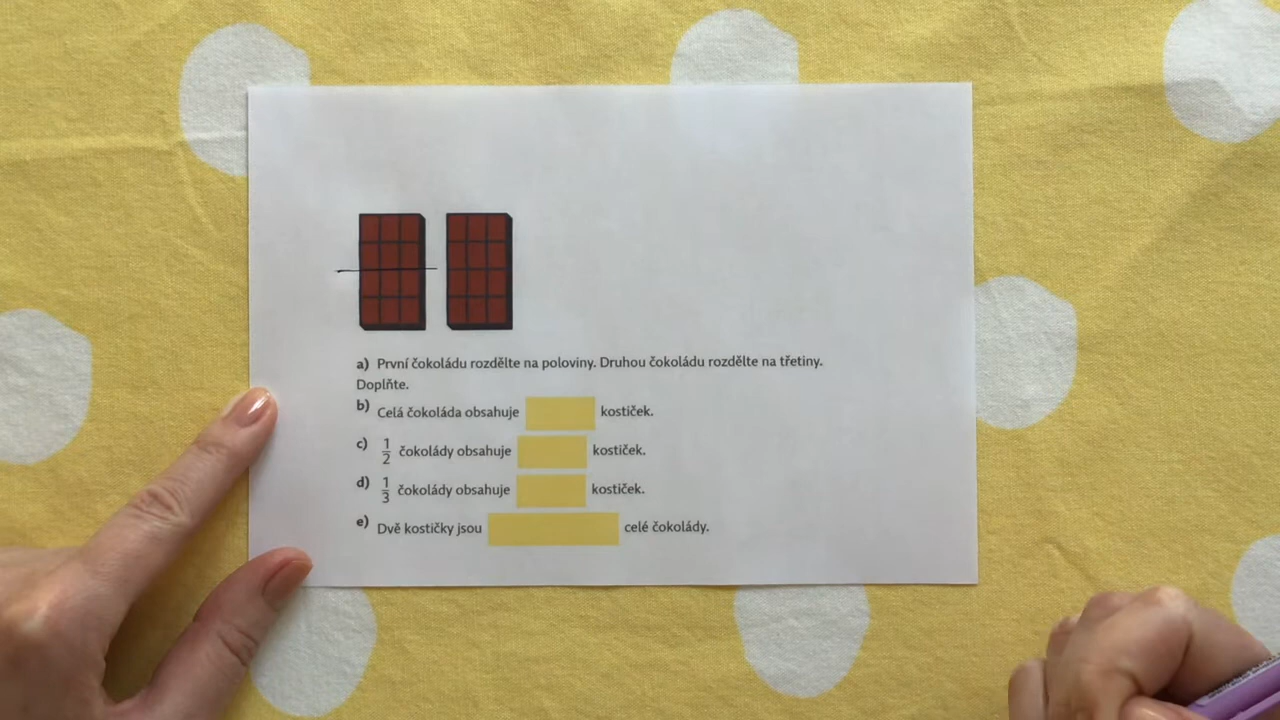 a) První čokoládu rozdělte na poloviny. Druhou čokoládu rozdělte na třetiny.
Doplňte.
b) Celá čokoláda obsahuje kostiček.
c) 1/2 čokolády obsahuje kostiček.
d) 1/3 čokolády obsahuje kostiček.
e) Dvě kostičky jsou celé čokolády.